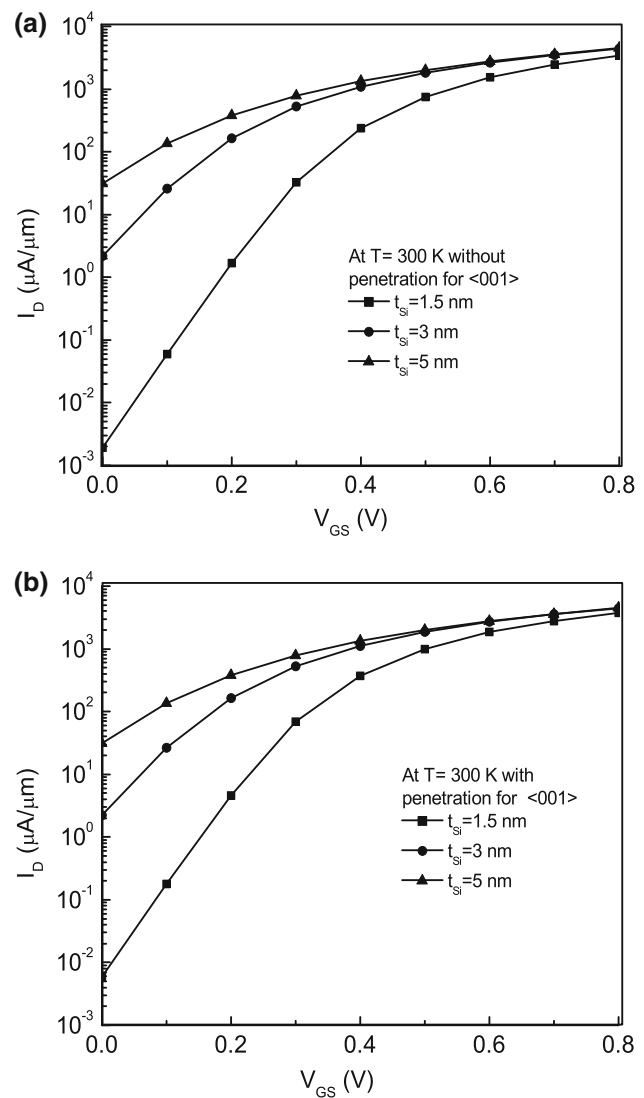 (a)
10^4
10^3
10^2
10^1
10^0
10^-1
10^-2
10^-3
I_D (μA/μm)
At T= 300 K without
penetration for <001>
t_Si=1.5 nm
t_Si=3 nm
t_Si=5 nm
0.0 0.2 0.4 0.6 0.8
V_GS (V)
(b)
10^4
10^3
10^2
10^1
10^0
10^-1
10^-2
10^-3
I_D (μA/μm)
At T= 300 K with
penetration for <001>
t_Si=1.5 nm
t_Si=3 nm
t_Si=5 nm
0.0 0.2 0.4 0.6 0.8
V_GS (V)